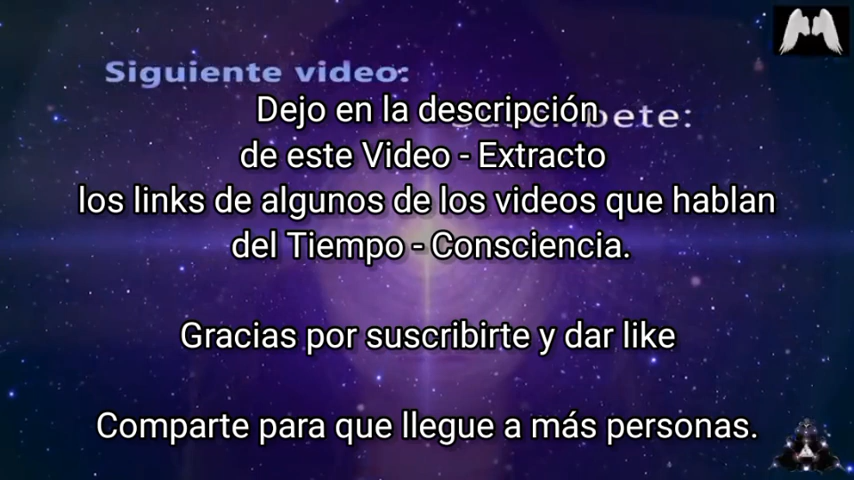 Siguiente video:
Dejo en la descripción
de este Video - Extracto
los links de algunos de los videos que hablan
del Tiempo - Consciencia.
Gracias por suscribirte y dar like
Comparte para que llegue a más personas.